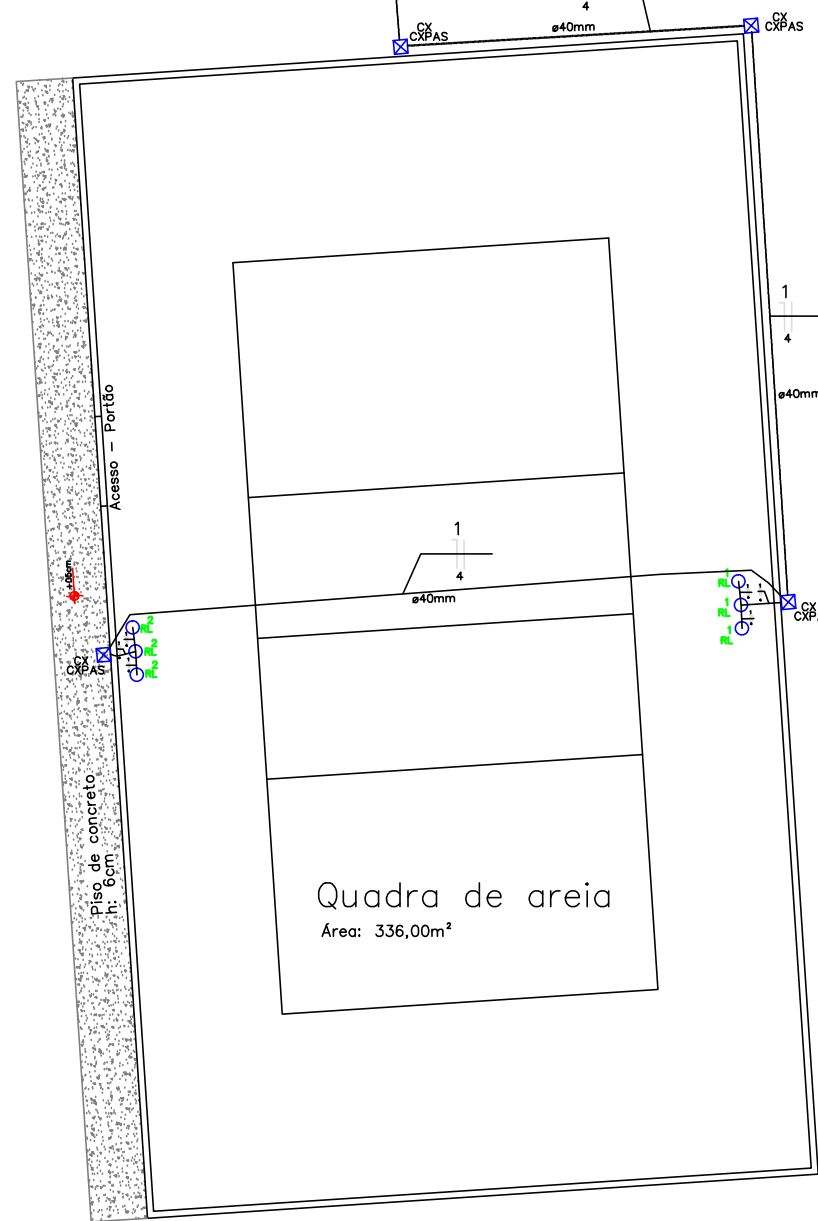 4
CX
CXPAS
ø40mm
CX
CXPAS
1
4
ø40mm
Acesso - Portão
1
4
ø40mm
+06cm
2
RL
2
RL
2
RL
CX
CXPAS
1
RL
1
RL
1
RL
CX
Piso de concreto
h: 6cm
Quadra de areia
Área: 336,00m²